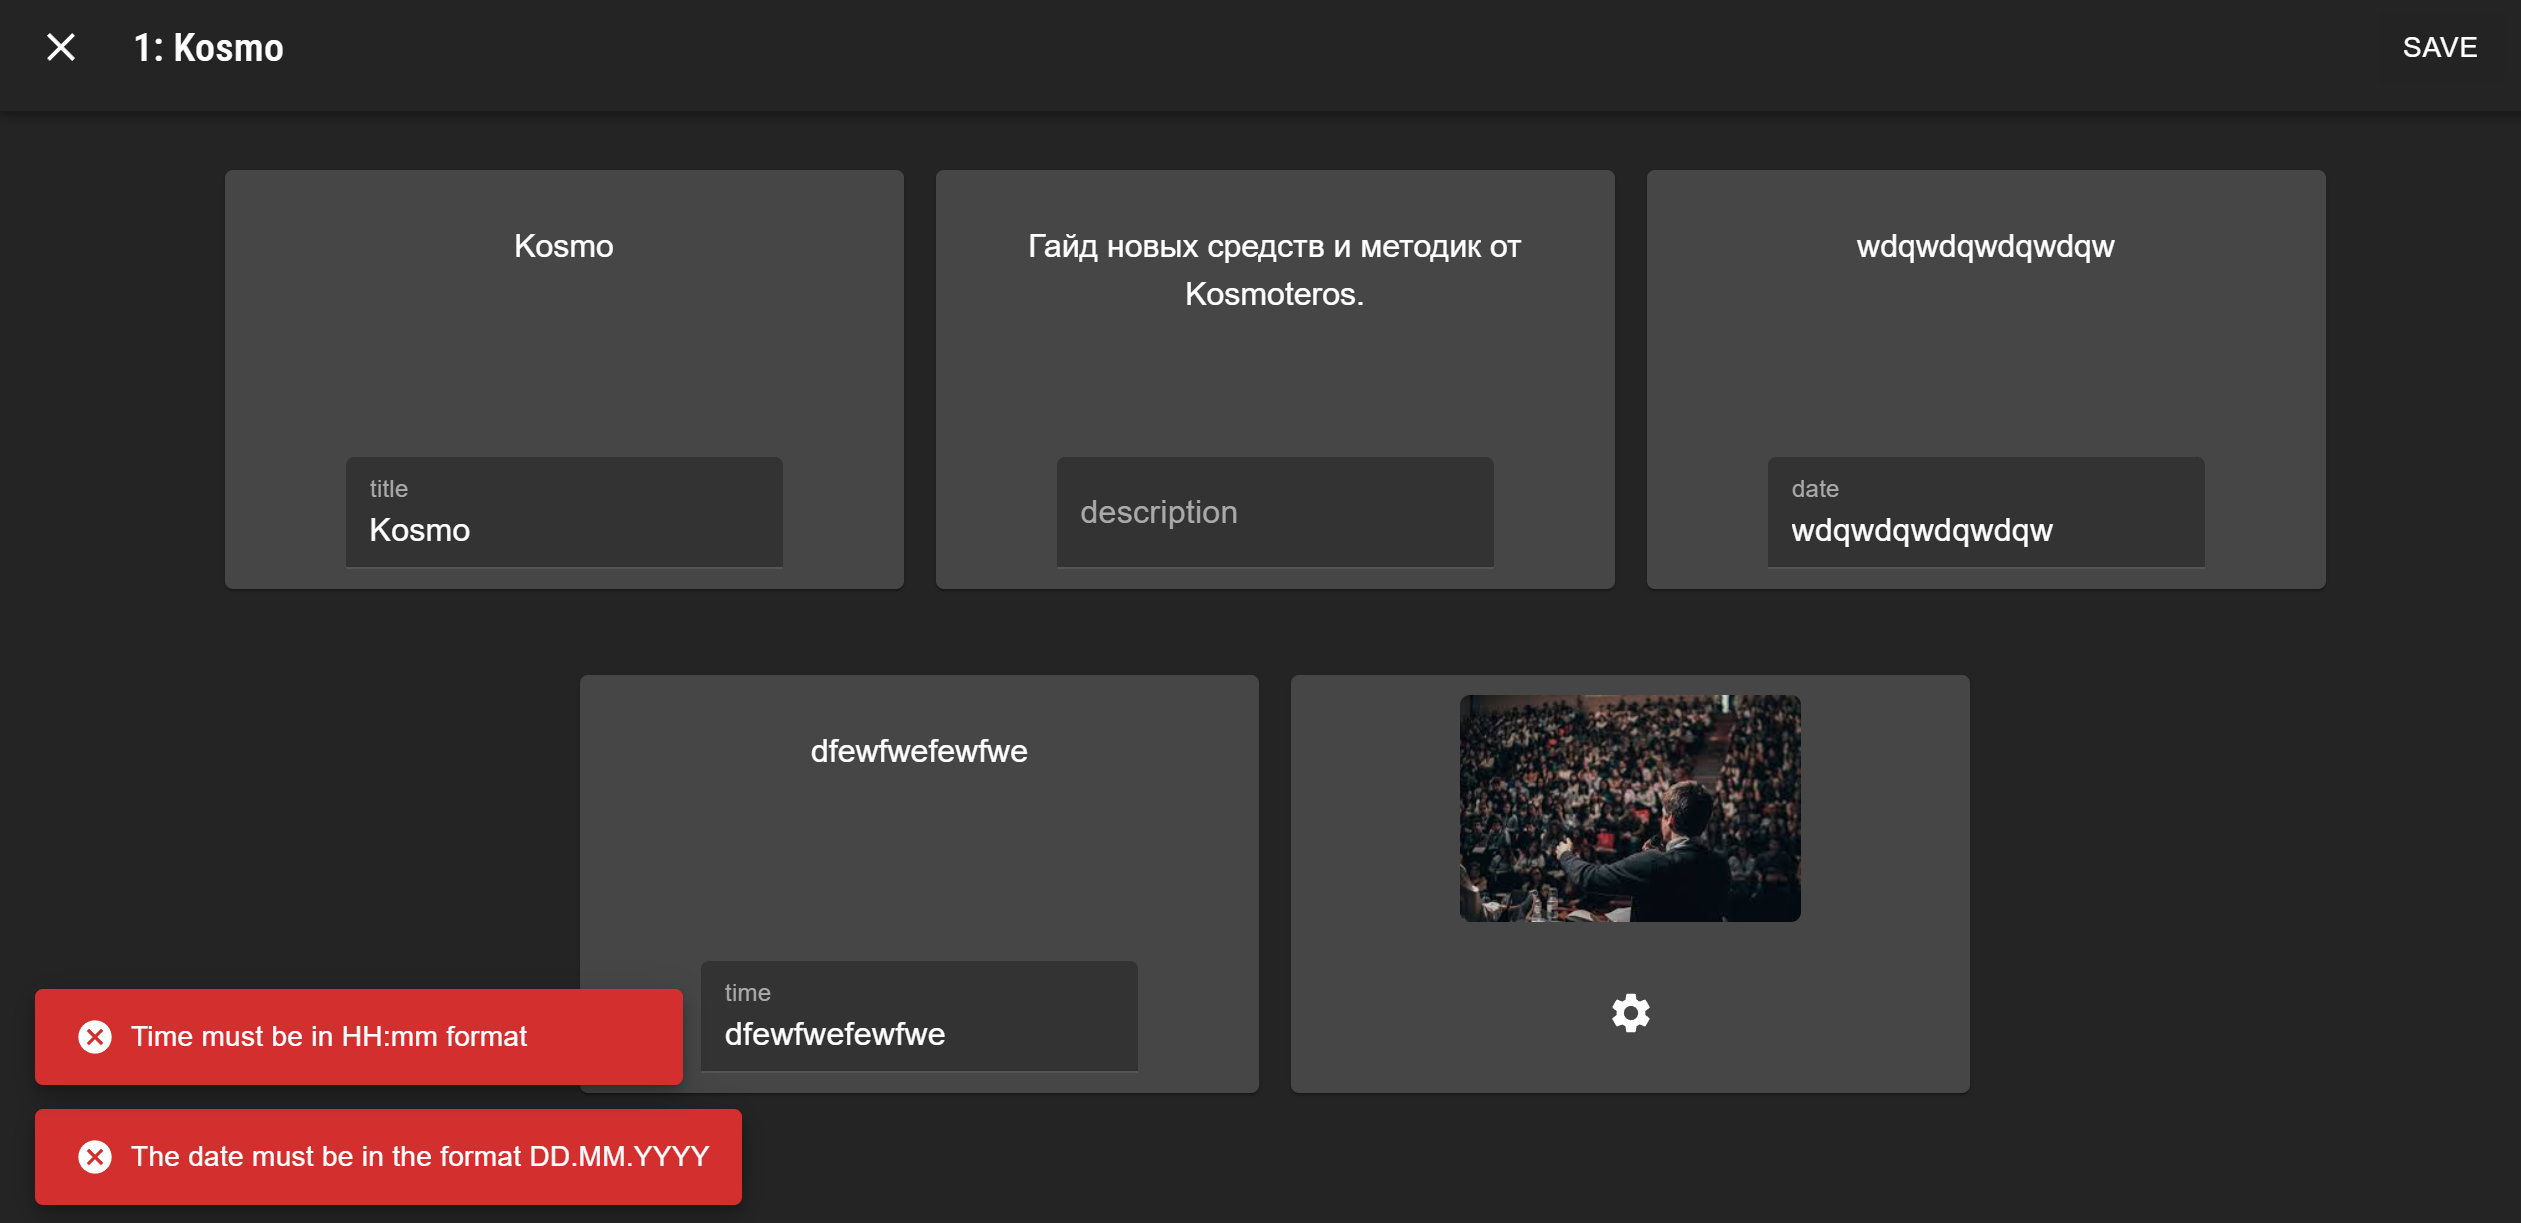 1: Kosmo
SAVE
Kosmo
title
Kosmo
Гайд новых средств и методик от
Kosmoteros.
description
wdqwdqwdqwdqw
date
wdqwdqwdqwdqw
dfewfwefewfwe
time
dfewfwefewfwe
Time must be in HH:mm format
The date must be in the format DD.MM.YYYY